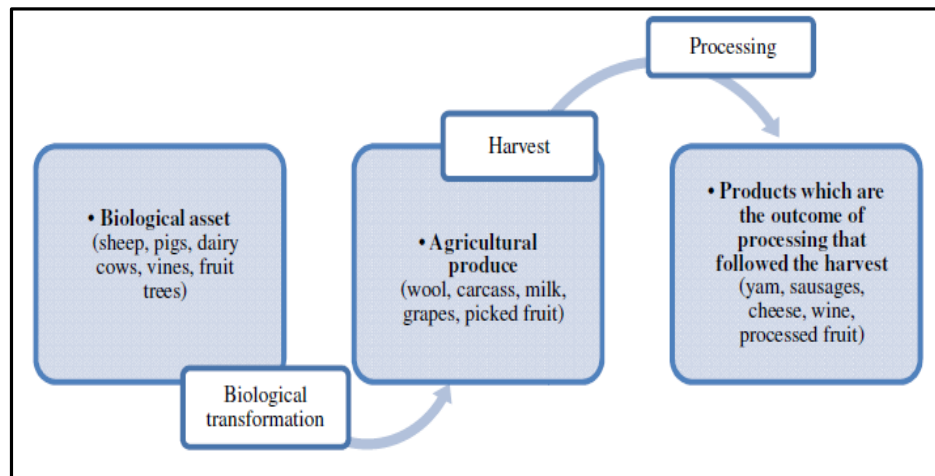 Processing
Harvest
• Biological asset
(sheep, pigs, dairy
cows, vines, fruit
trees)
Biological
transformation
• Agricultural
produce
(wool, carcass, milk,
grapes, picked fruit)
• Products which are
the outcome of
processing that
followed the harvest
(yam, sausages,
cheese, wine,
processed fruit)